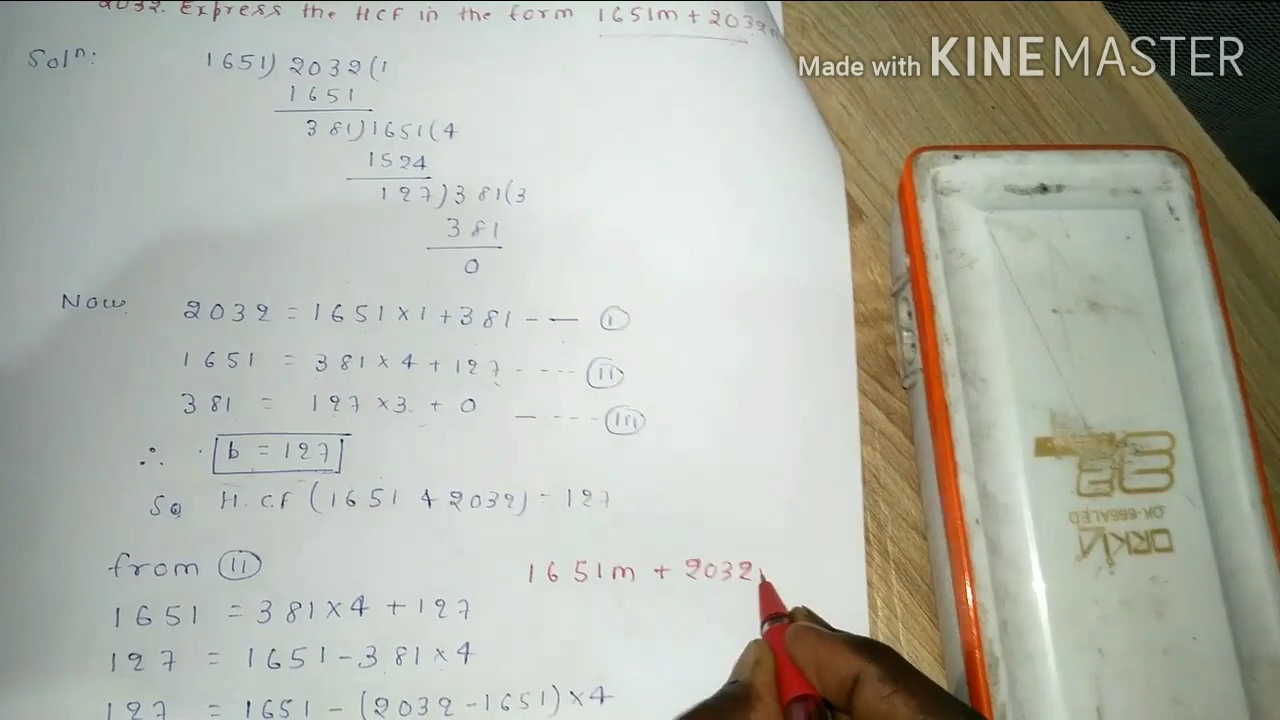 2032. Express the HCF in the form 1651m + 2032n
Made with KINEMASTER
Solⁿ:
1651) 2032 (1
1651
381) 1651 (4
1524
127) 381 (3
381
0
Now 2032 = 1651 × 1 + 381 -- — (i)
1651 = 381 × 4 + 127 - - - - - (ii)
381 = 127 × 3 + 0 — - - - - (iii)
∴ b = 127
So, H.C.F (1651 & 2032) = 127
from (ii)
1651m + 2032
1651 = 381 × 4 + 127
127 = 1651 - 381 × 4
127 = 1651 - (2032 - 1651) × 4
ORKIA